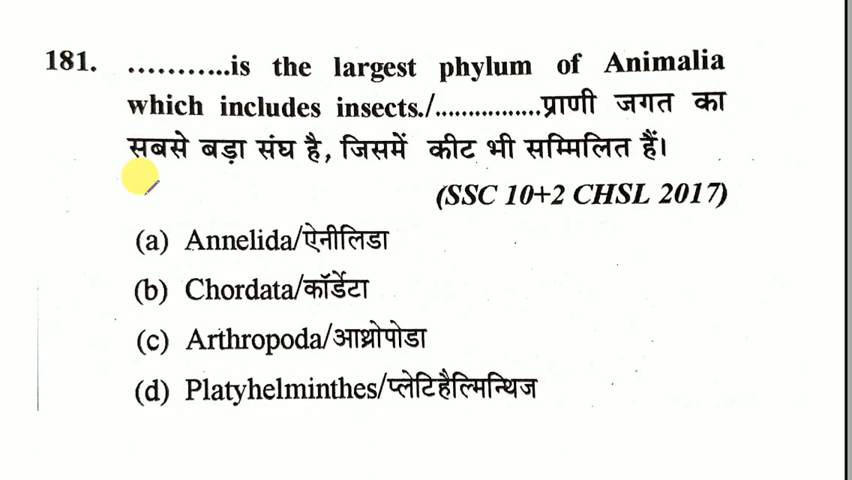 181. ...........is the largest phylum of Animalia
which includes insects./................प्राणी जगत का
सबसे बड़ा संघ है, जिसमें कीट भी सम्मिलित हैं।
(SSC 10+2 CHSL 2017)
(a) Annelida/ऐनीलिडा
(b) Chordata/कॉर्डेटा
(c) Arthropoda/आथ्रोपोडा
(d) Platyhelminthes/प्लेटिहैल्मिन्थिज